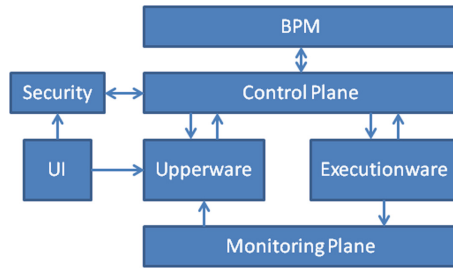 BPM
Security
Control Plane
UI
Upperware
Executionware
Monitoring Plane